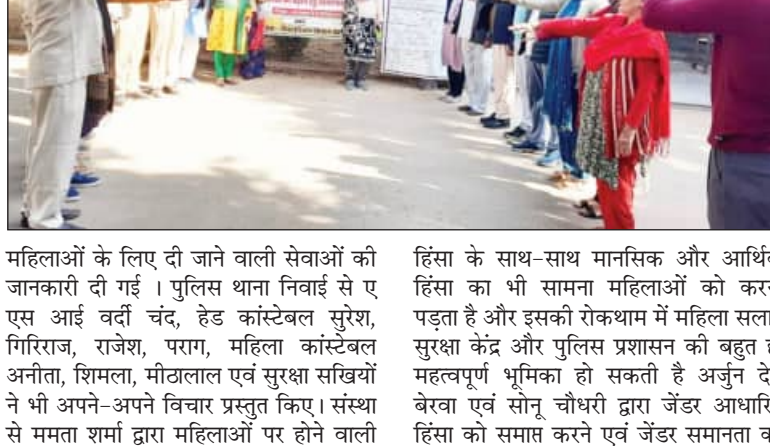 महिलाओं के लिए दी जाने वाली सेवाओं की
जानकारी दी गई । पुलिस थाना निवाई से ए
एस आई वर्दी चंद, हेड कांस्टेबल सुरेश,
गिरिराज, राजेश, पराग, महिला कांस्टेबल
अनीता, शिमला, मीठालाल एवं सुरक्षा सखियों
ने भी अपने-अपने विचार प्रस्तुत किए। संस्था
से ममता शर्मा द्वारा महिलाओं पर होने वाली
हिंसा के साथ-साथ मानसिक और
हिंसा का भी सामना महिलाओं को
पड़ता है और इसकी रोकथाम में महिला
सुरक्षा केंद्र और पुलिस प्रशासन की बहुत
महत्वपूर्ण भूमिका हो सकती है अर्जुन
बेरवा एवं सोनू चौधरी द्वारा जेंडर
हिंसा को समाप्त करने एवं जेंडर समानता